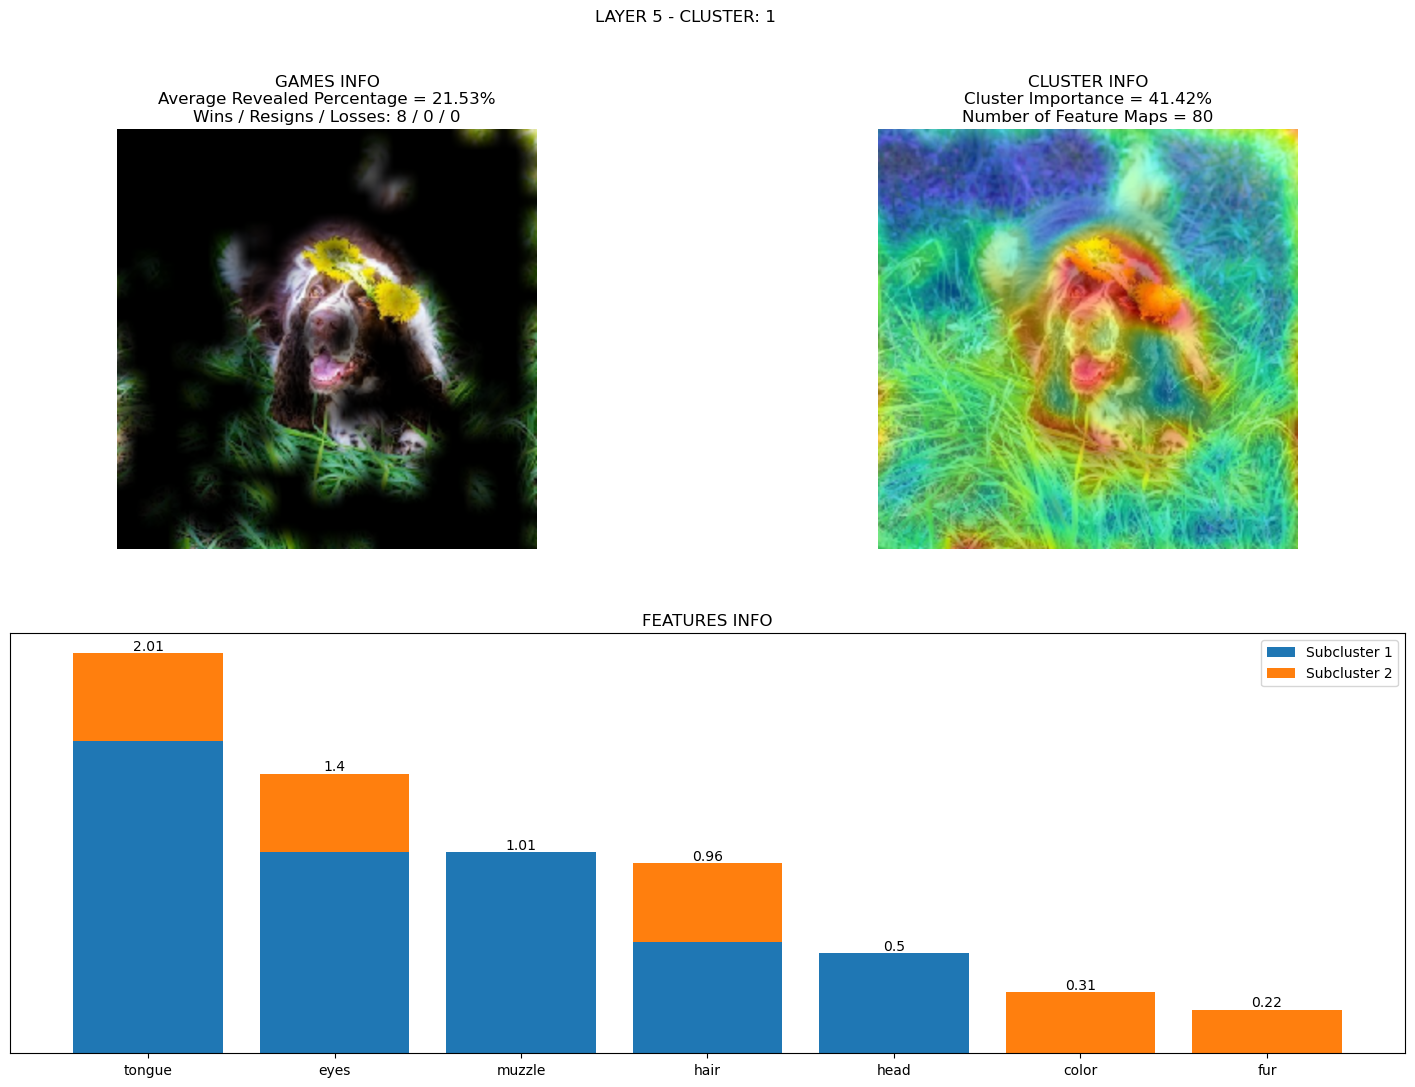 LAYER 5 - CLUSTER: 1
GAMES INFO
Average Revealed Percentage = 21.53%
Wins / Resigns / Losses: 8 / 0 / 0
CLUSTER INFO
Cluster Importance = 41.42%
Number of Feature Maps = 80
FEATURES INFO
Subcluster 1
Subcluster 2
2.01
1.4
1.01
0.96
0.5
0.31
0.22
tongue
eyes
muzzle
hair
head
color
fur